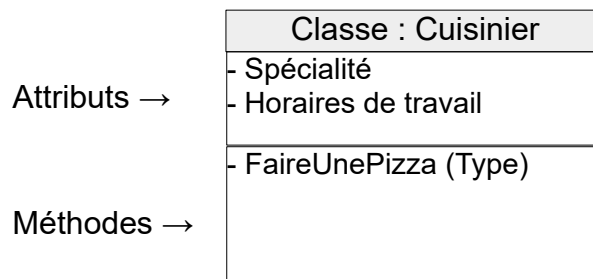 Classe : Cuisinier
- Spécialité
Attributs →
- Horaires de travail
- FaireUnePizza (Type)
Méthodes →